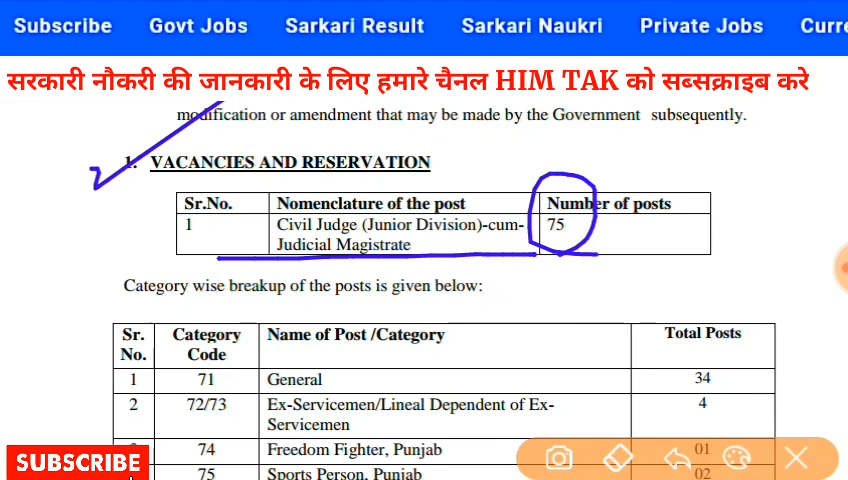 Subscribe Govt Jobs Sarkari Result Sarkari Naukri Private Jobs Curre
सरकारी नौकरी की जानकारी के लिए हमारे चैनल HIM TAK को सब्सक्राइब करे
modification or amendment that may be made by the Government subsequently.
1. VACANCIES AND RESERVATION
Sr.No. Nomenclature of the post Number of posts
1 Civil Judge (Junior Division)-cum- 75
Judicial Magistrate
Category wise breakup of the posts is given below:
Sr. Category Name of Post /Category Total Posts
No. Code
1 71 General 34
2 72/73 Ex-Servicemen/Lineal Dependent of Ex- 4
Servicemen
74 Freedom Fighter, Punjab 01
75 Sports Person, Punjab 02
SUBSCRIBE